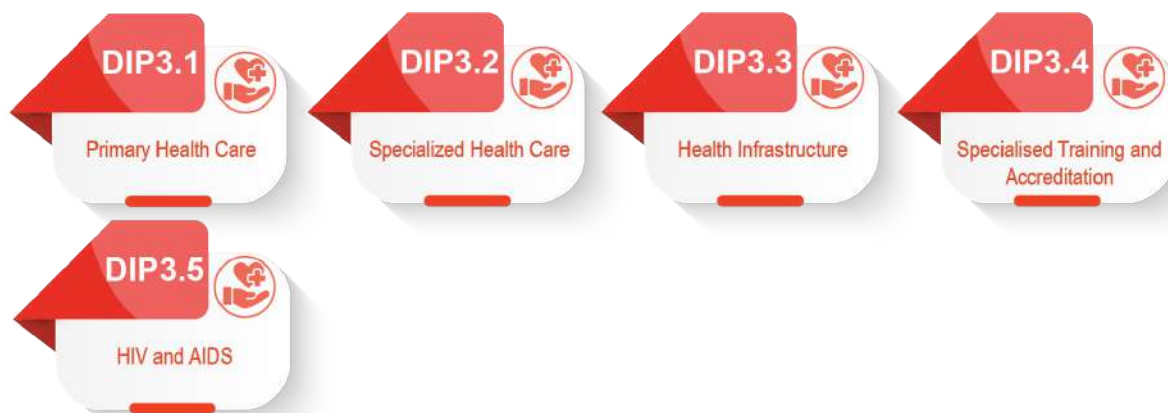 DIP3.1
Primary Health Care
DIP3.2
Specialized Health Care
DIP3.3
Health Infrastructure
DIP3.4
Specialised Training and
Accreditation
DIP3.5
HIV and AIDS